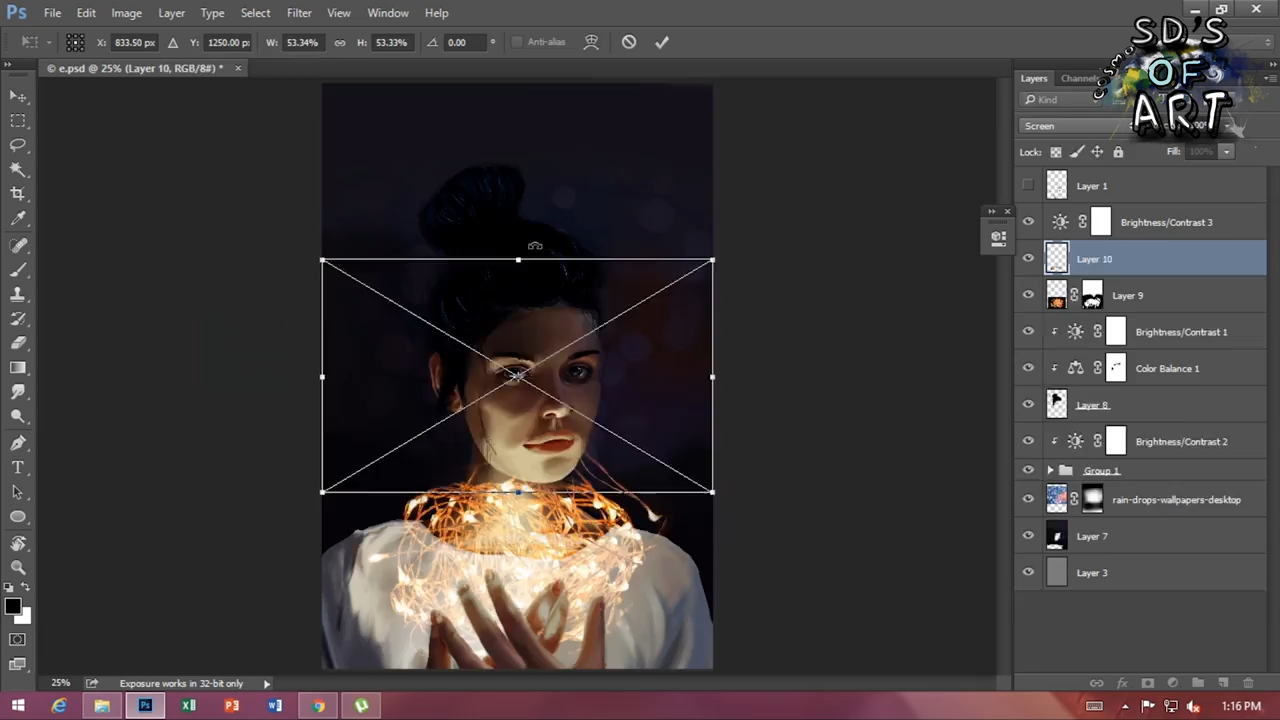 Ps File Edit Image Layer Type Select Filter View Window Help
X: 833.50 px Y: 1250.00 p: W: 53.34% H: 53.33% 0.00 ° Anti-alias
© e.psd @ 25% (Layer 10, RGB/8#) * ×
SD'S
COSMO OF
ART
Layers Channels
Kind
Screen
Lock: Fill: 100%
Layer 1
Brightness/Contrast 3
Layer 10
Layer 9
Brightness/Contrast 1
Color Balance 1
Layer 8
Brightness/Contrast 2
Group 1
rain-drops-wallpapers-desktop
Layer 7
Layer 3
25% Exposure works in 32-bit only
1:16 PM